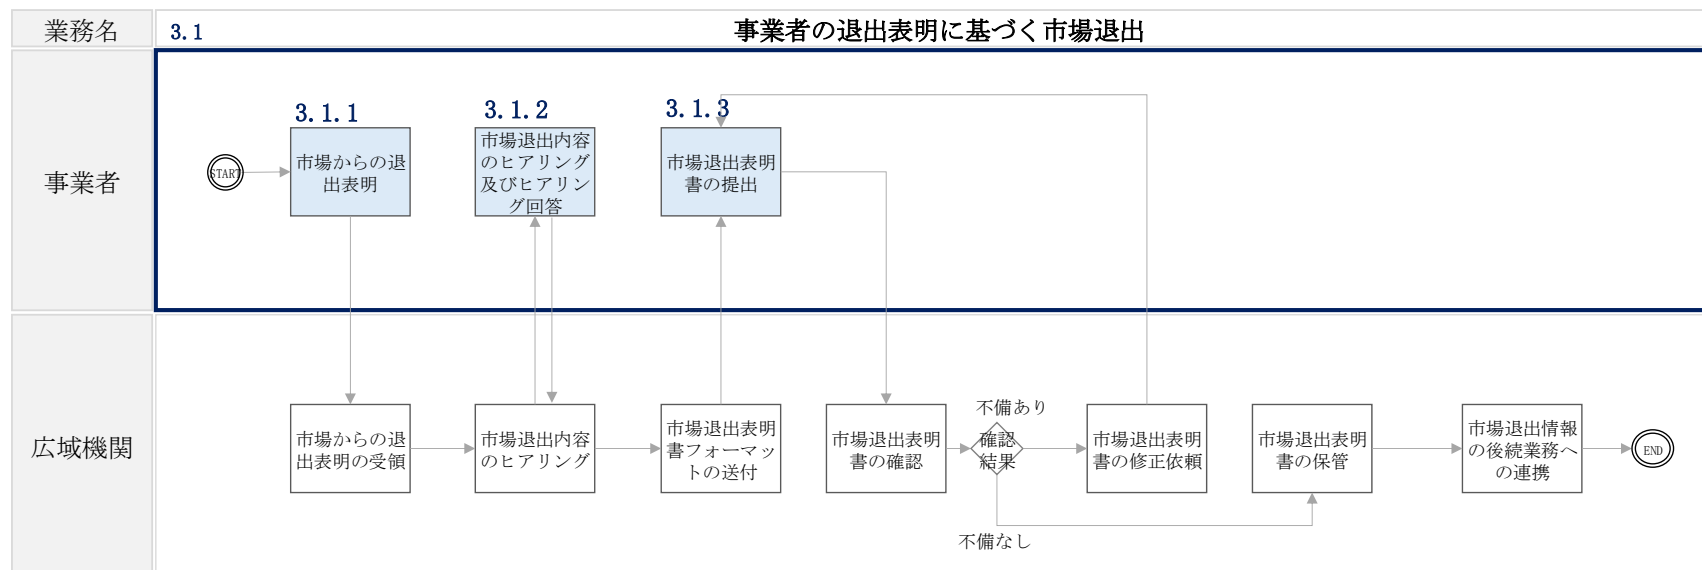 業務名
3.1
事業者の退出表明に基づく市場退出
事業者
START
3.1.1
市場からの退
出表明
3.1.2
市場退出内容
のヒアリング
及びヒアリン
グ回答
3.1.3
市場退出表明
書の提出
広域機関
市場からの退
出表明の受領
市場退出内容
のヒアリング
市場退出表明
書フォーマッ
トの送付
市場退出表明
書の確認
不備あり
確認
結果
不備なし
市場退出表明
書の修正依頼
市場退出表明
書の保管
市場退出情報
の後続業務へ
の連携
END